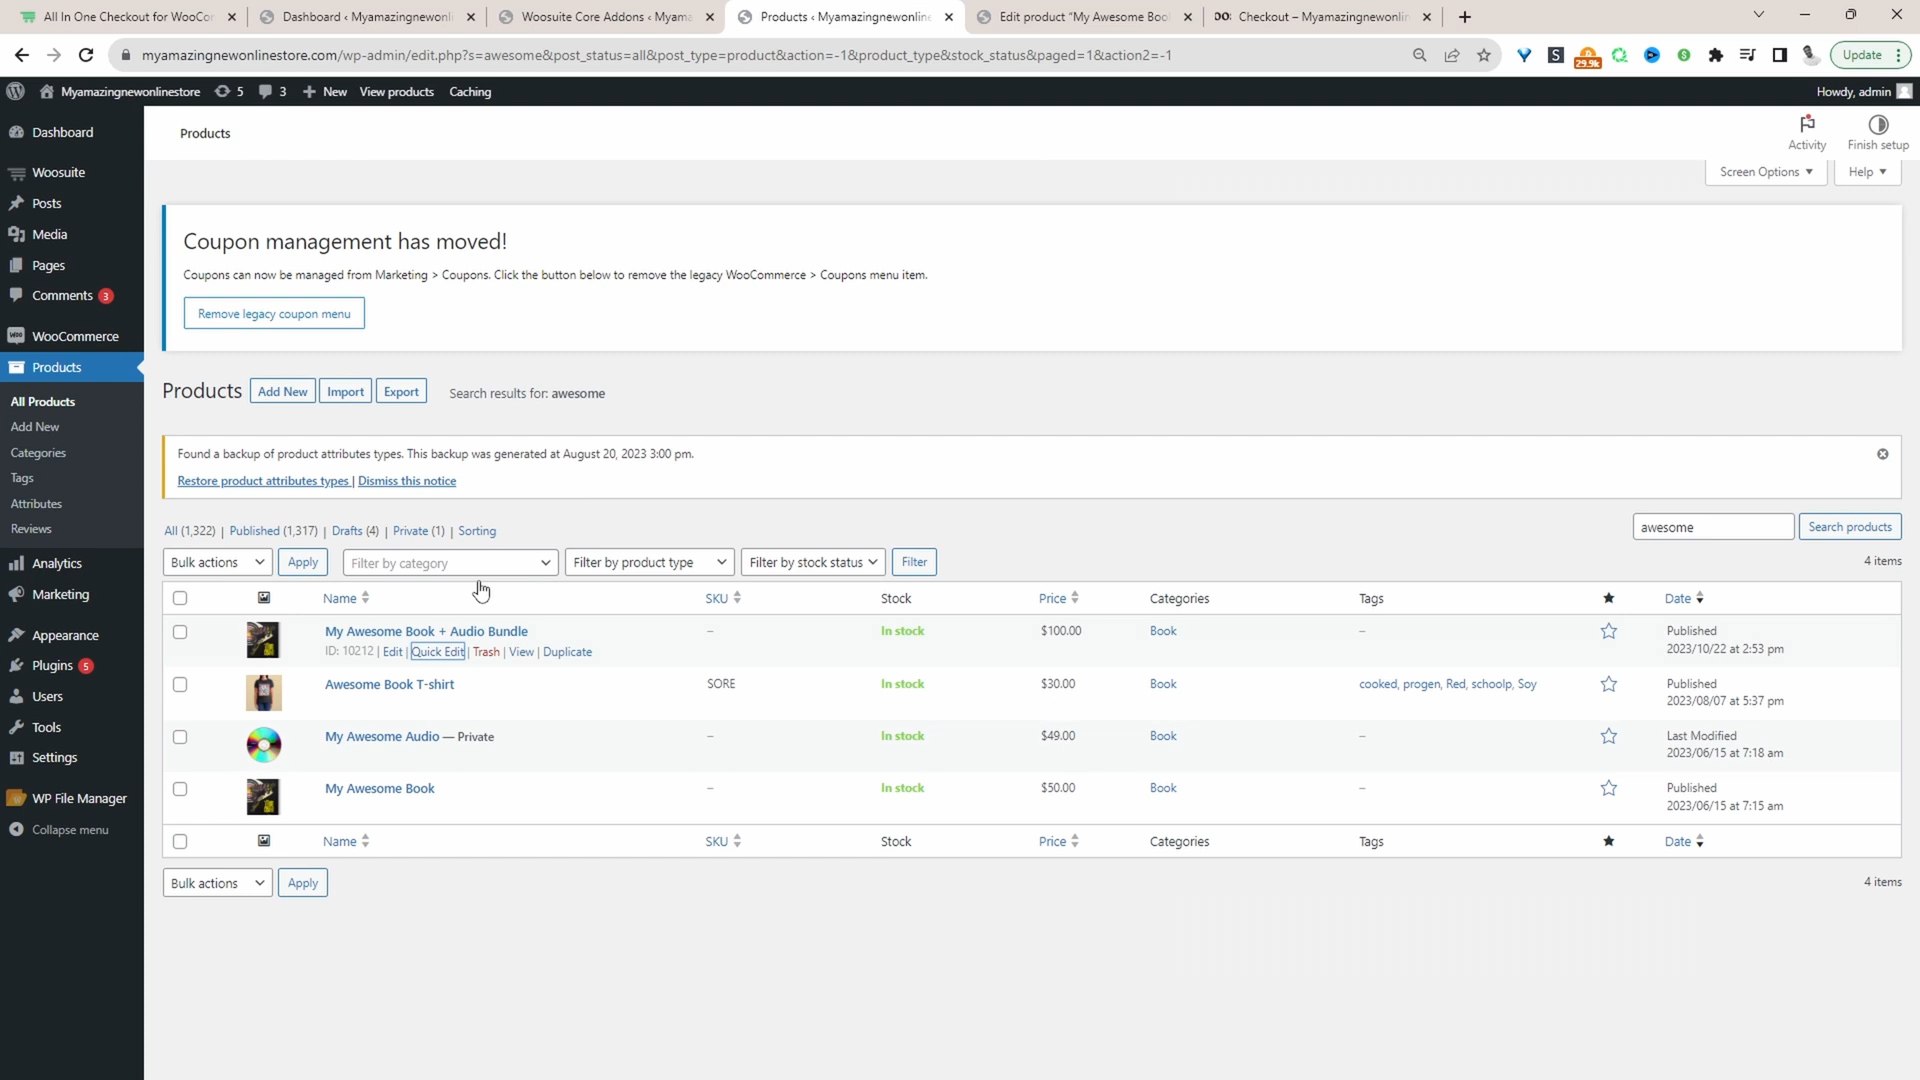 All In One Checkout for WooCo
Dashboard ‹ Myamazingnewonli
Woosuite Core Addons ‹ Myama
Products ‹ Myamazingnewonline
Edit product "My Awesome Boo
Checkout – Myamazingnewonlin
myamazingnewonlinestore.com/wp-admin/edit.php?s=awesome&post_status=all&post_type=product&action=-1&product_type&stock_status&paged=1&action2=-1
29.9k
Update
Myamazingnewonlinestore 5 3 New View products Caching
Howdy, admin
Dashboard
Woosuite
Posts
Media
Pages
Comments 3
WooCommerce
Products
All Products
Add New
Categories
Tags
Attributes
Reviews
Analytics
Marketing
Appearance
Plugins 5
Users
Tools
Settings
WP File Manager
Collapse menu
Products
Activity
Finish setup
Screen Options
Help
Coupon management has moved!
Coupons can now be managed from Marketing > Coupons. Click the button below to remove the legacy WooCommerce > Coupons menu item.
Remove legacy coupon menu
Products Add New Import Export Search results for: awesome
Found a backup of product attributes types. This backup was generated at August 20, 2023 3:00 pm.
Restore product attributes types | Dismiss this notice
All (1,322) | Published (1,317) | Drafts (4) | Private (1) | Sorting
awesome Search products
Bulk actions Apply Filter by category Filter by product type Filter by stock status Filter 4 items
Name SKU Stock Price Categories Tags Date
My Awesome Book + Audio Bundle – In stock $100.00 Book – Published
ID: 10212 | Edit | Quick Edit | Trash | View | Duplicate 2023/10/22 at 2:53 pm
Awesome Book T-shirt SORE In stock $30.00 Book cooked, progen, Red, schoolp, Soy Published
2023/08/07 at 5:37 pm
My Awesome Audio — Private – In stock $49.00 Book – Last Modified
2023/06/15 at 7:18 am
My Awesome Book – In stock $50.00 Book – Published
2023/06/15 at 7:15 am
Name SKU Stock Price Categories Tags Date
Bulk actions Apply 4 items